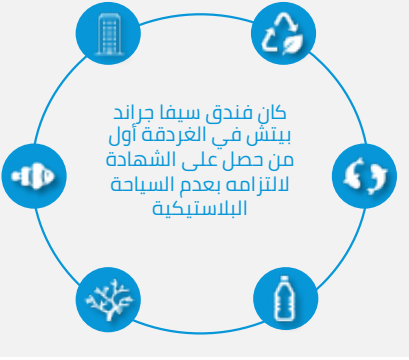 كان فندق سيفا جراند
بيتش في الغردقة أول
من حصل على الشهادة
لالتزامه بعدم السياحة
البلاستيكية